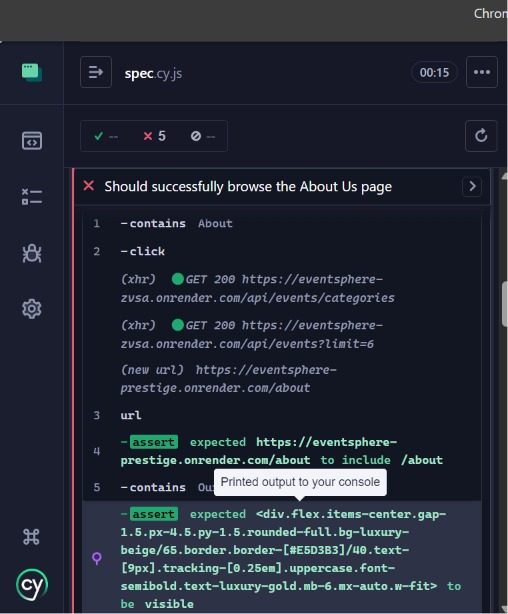 Chron
spec.cy.js
00:15
✓ -- ✕ 5 ⊘ --
✕ Should successfully browse the About Us page
1 -contains About
2 -click
(xhr) GET 200 https://eventsphere-
zvsa.onrender.com/api/events/categories
(xhr) GET 200 https://eventsphere-
zvsa.onrender.com/api/events?limit=6
(new url) https://eventsphere-
prestige.onrender.com/about
3 url
4 -assert expected https://eventsphere-
prestige.onrender.com/about to include /about
Printed output to your console
5 -contains Ou
-assert expected <div.flex.items-center.gap-
1.5.px-4.5.py-1.5.rounded-full.bg-luxury-
beige/65.border.border-[#E5D3B3]/40.text-
[9px].tracking-[0.25em].uppercase.font-
semibold.text-luxury-gold.mb-6.mx-auto.w-fit> to
be visible
cy